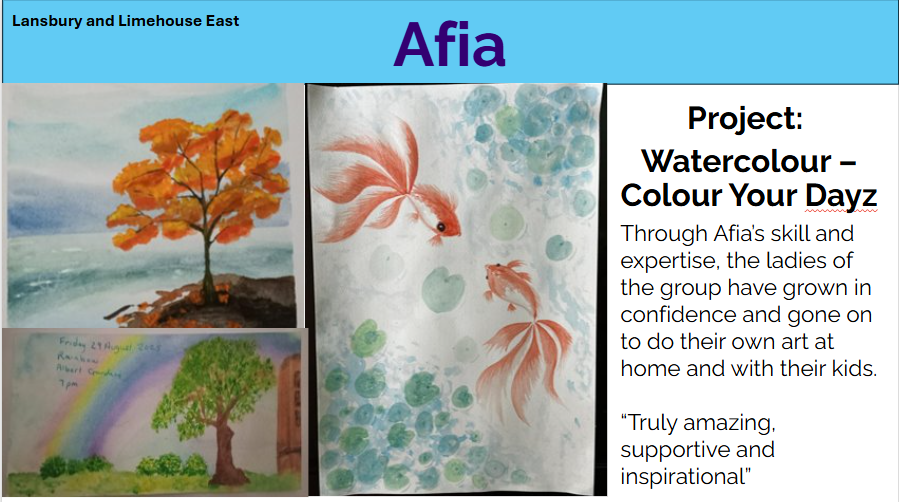 Lansbury and Limehouse East
Afia
Project:
Watercolour –
Colour Your Dayz
Through Afia’s skill and
expertise, the ladies of
the group have grown in
confidence and gone on
to do their own art at
home and with their kids.
“Truly amazing,
supportive and
inspirational”
Friday 29 August 2025
Rainbow
Albert Gardens
7pm